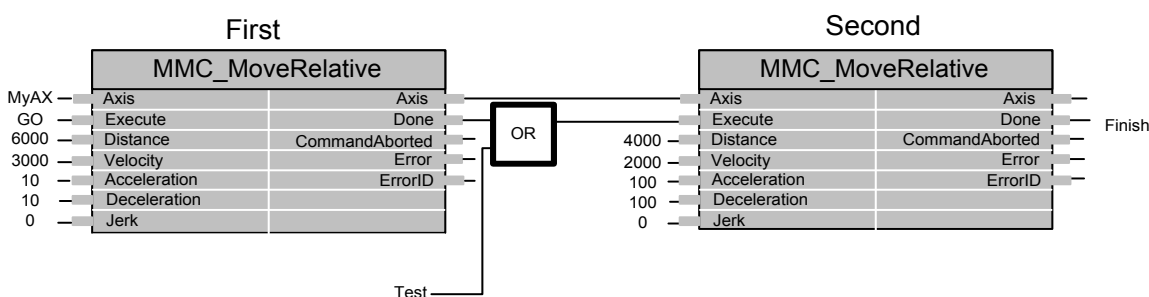 First
Second
MMC_MoveRelative
MMC_MoveRelative
MyAX Axis Axis
Axis Axis
GO Execute Done
OR
Execute Done Finish
6000 Distance CommandAborted
4000 Distance CommandAborted
3000 Velocity Error
2000 Velocity Error
10 Acceleration ErrorID
100 Acceleration ErrorID
10 Deceleration
100 Deceleration
0 Jerk
0 Jerk
Test